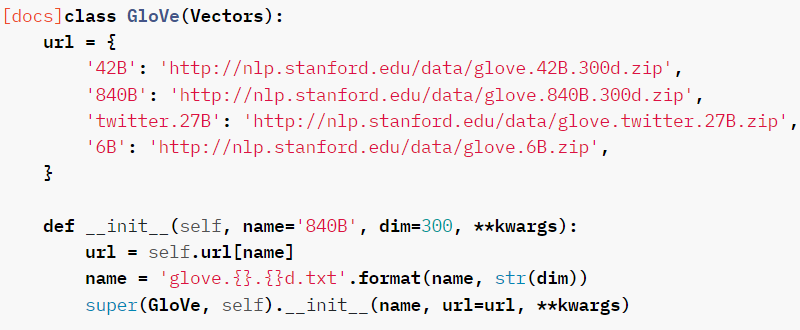 [docs]class GloVe(Vectors):
    url = {
        '42B': 'http://nlp.stanford.edu/data/glove.42B.300d.zip',
        '840B': 'http://nlp.stanford.edu/data/glove.840B.300d.zip',
        'twitter.27B': 'http://nlp.stanford.edu/data/glove.twitter.27B.zip',
        '6B': 'http://nlp.stanford.edu/data/glove.6B.zip',
    }

    def __init__(self, name='840B', dim=300, **kwargs):
        url = self.url[name]
        name = 'glove.{}.{}d.txt'.format(name, str(dim))
        super(GloVe, self).__init__(name, url=url, **kwargs)